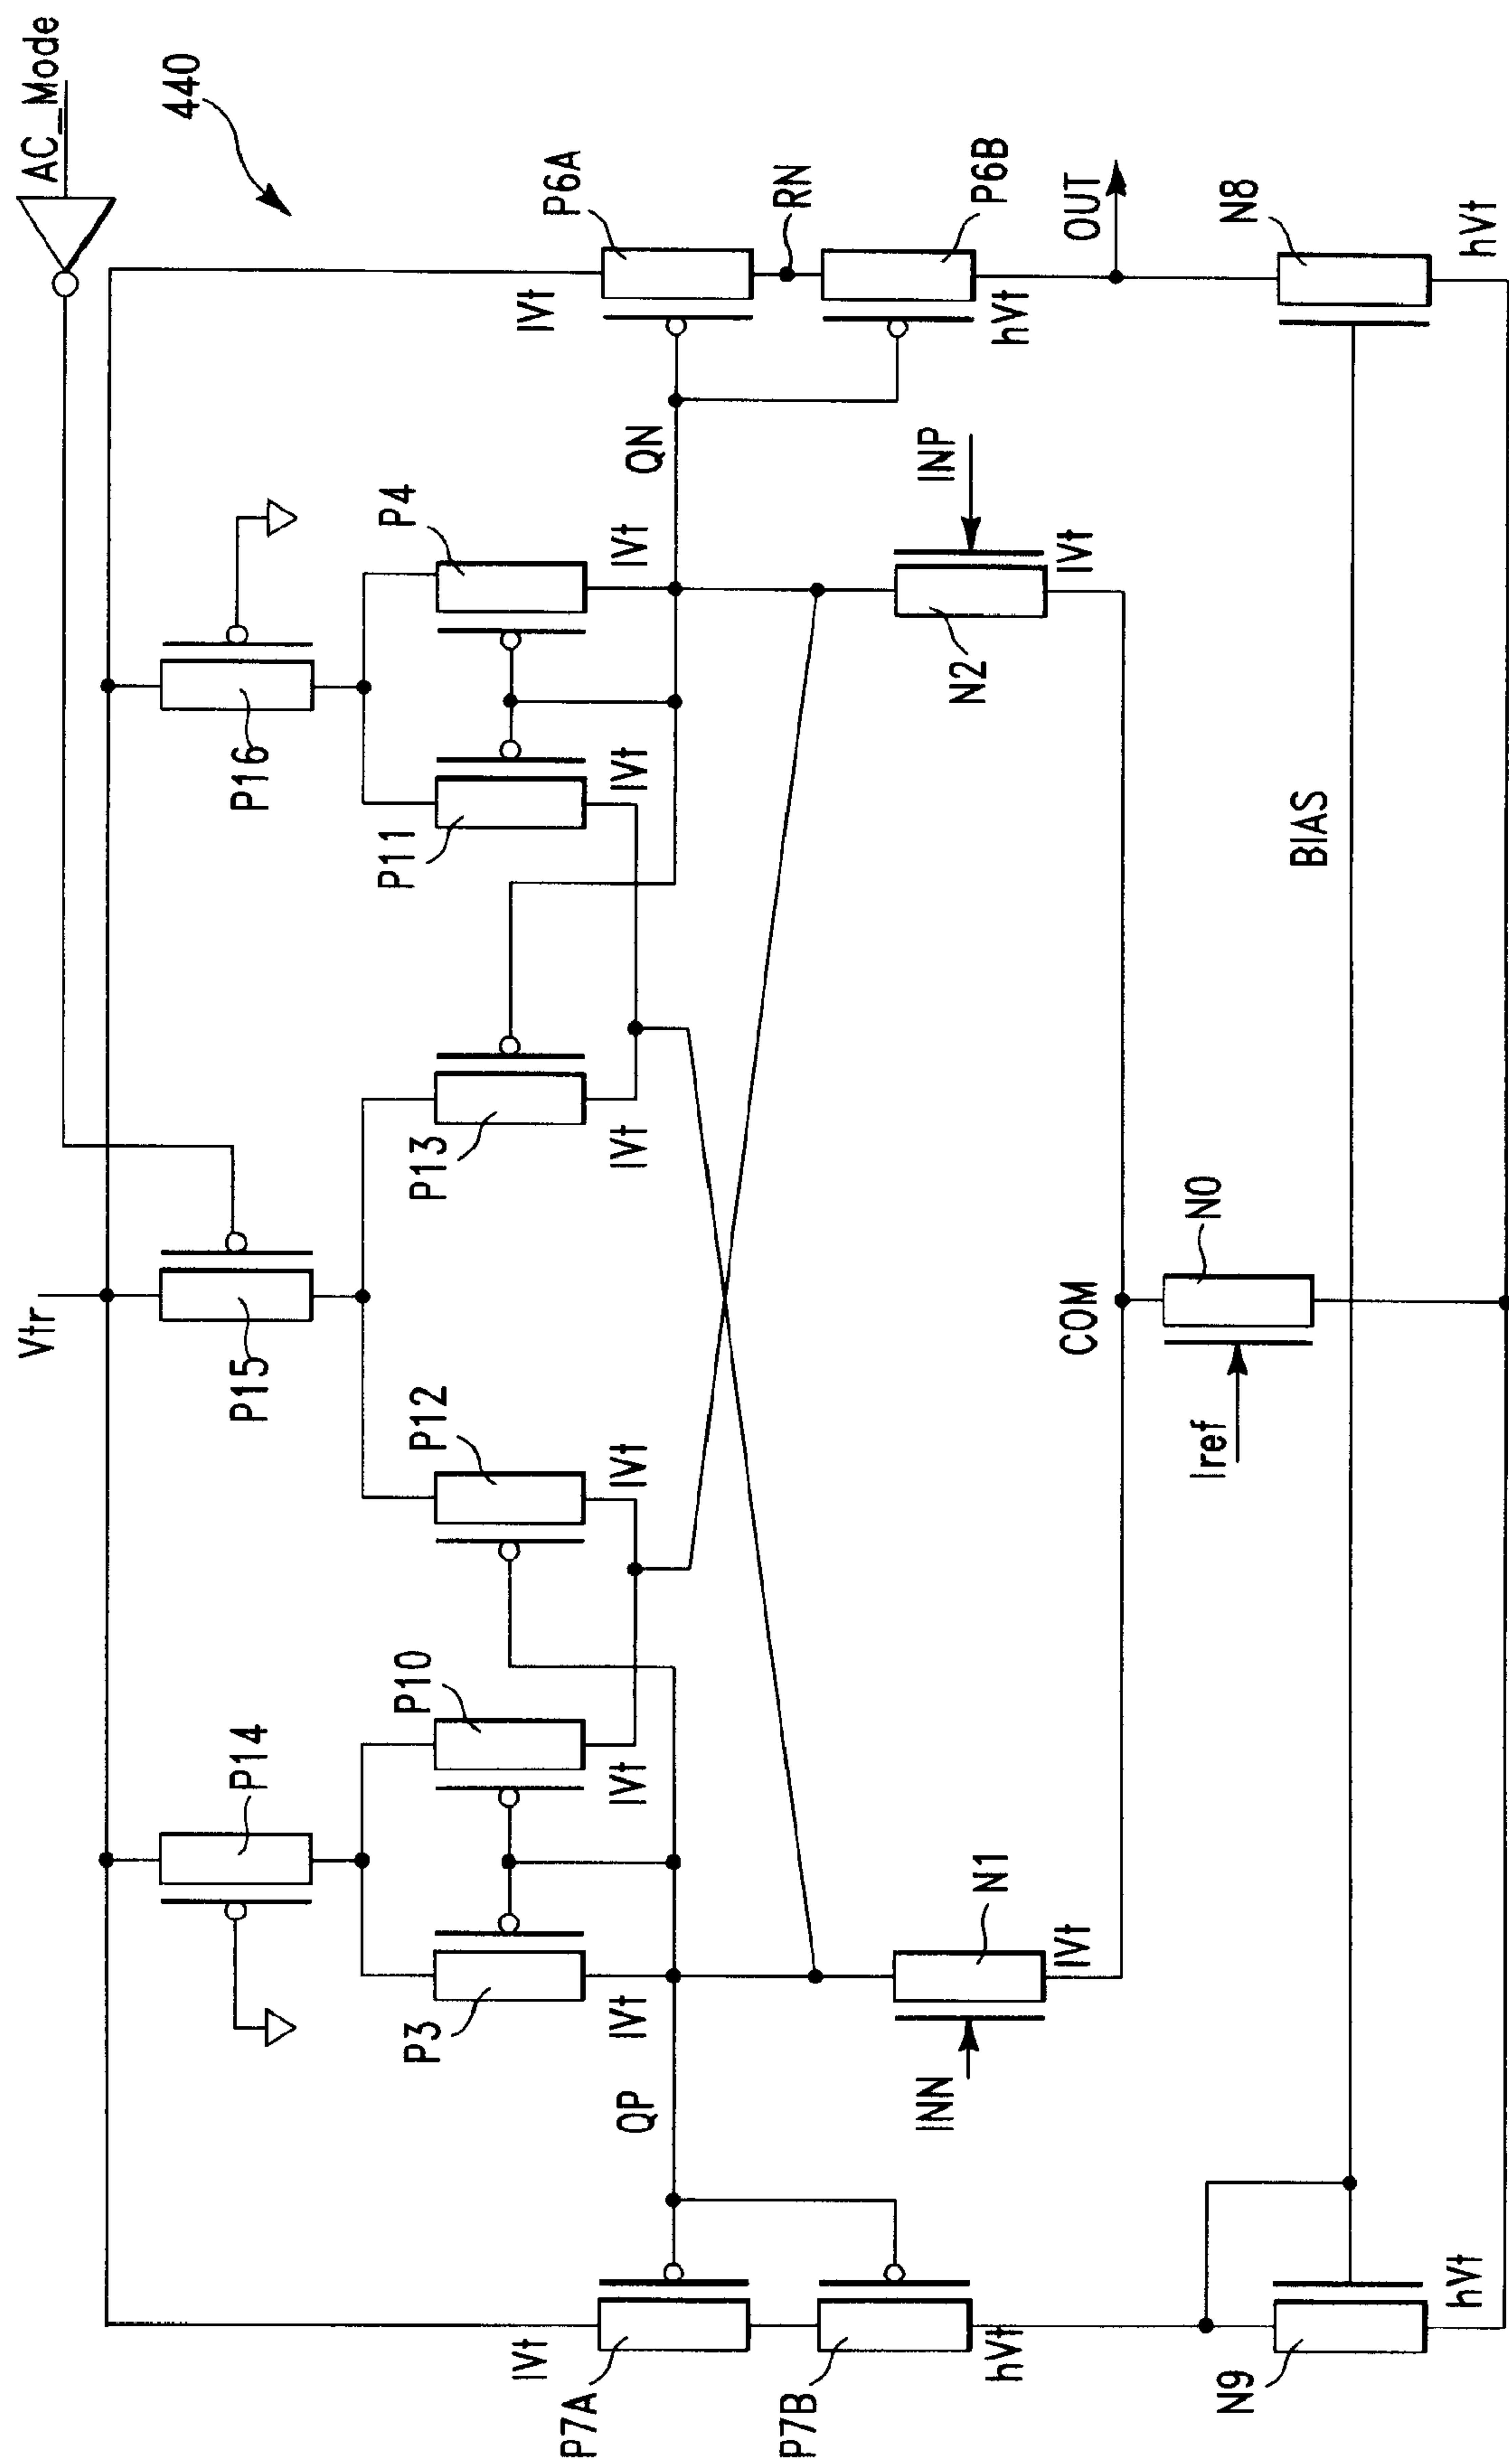 AC_Mode
440
Vtr
P16
P15
P14
P4
P11
P13
P12
P10
P3
lVt
lVt
lVt
lVt
lVt
lVt
P6A
lVt
RN
P6B
hVt
QN
QP
lVt
P7A
P7B
hVt
OUT
INP
N2
lVt
INN
N1
lVt
COM
N0
Iref
BIAS
N8
hVt
N9
hVt